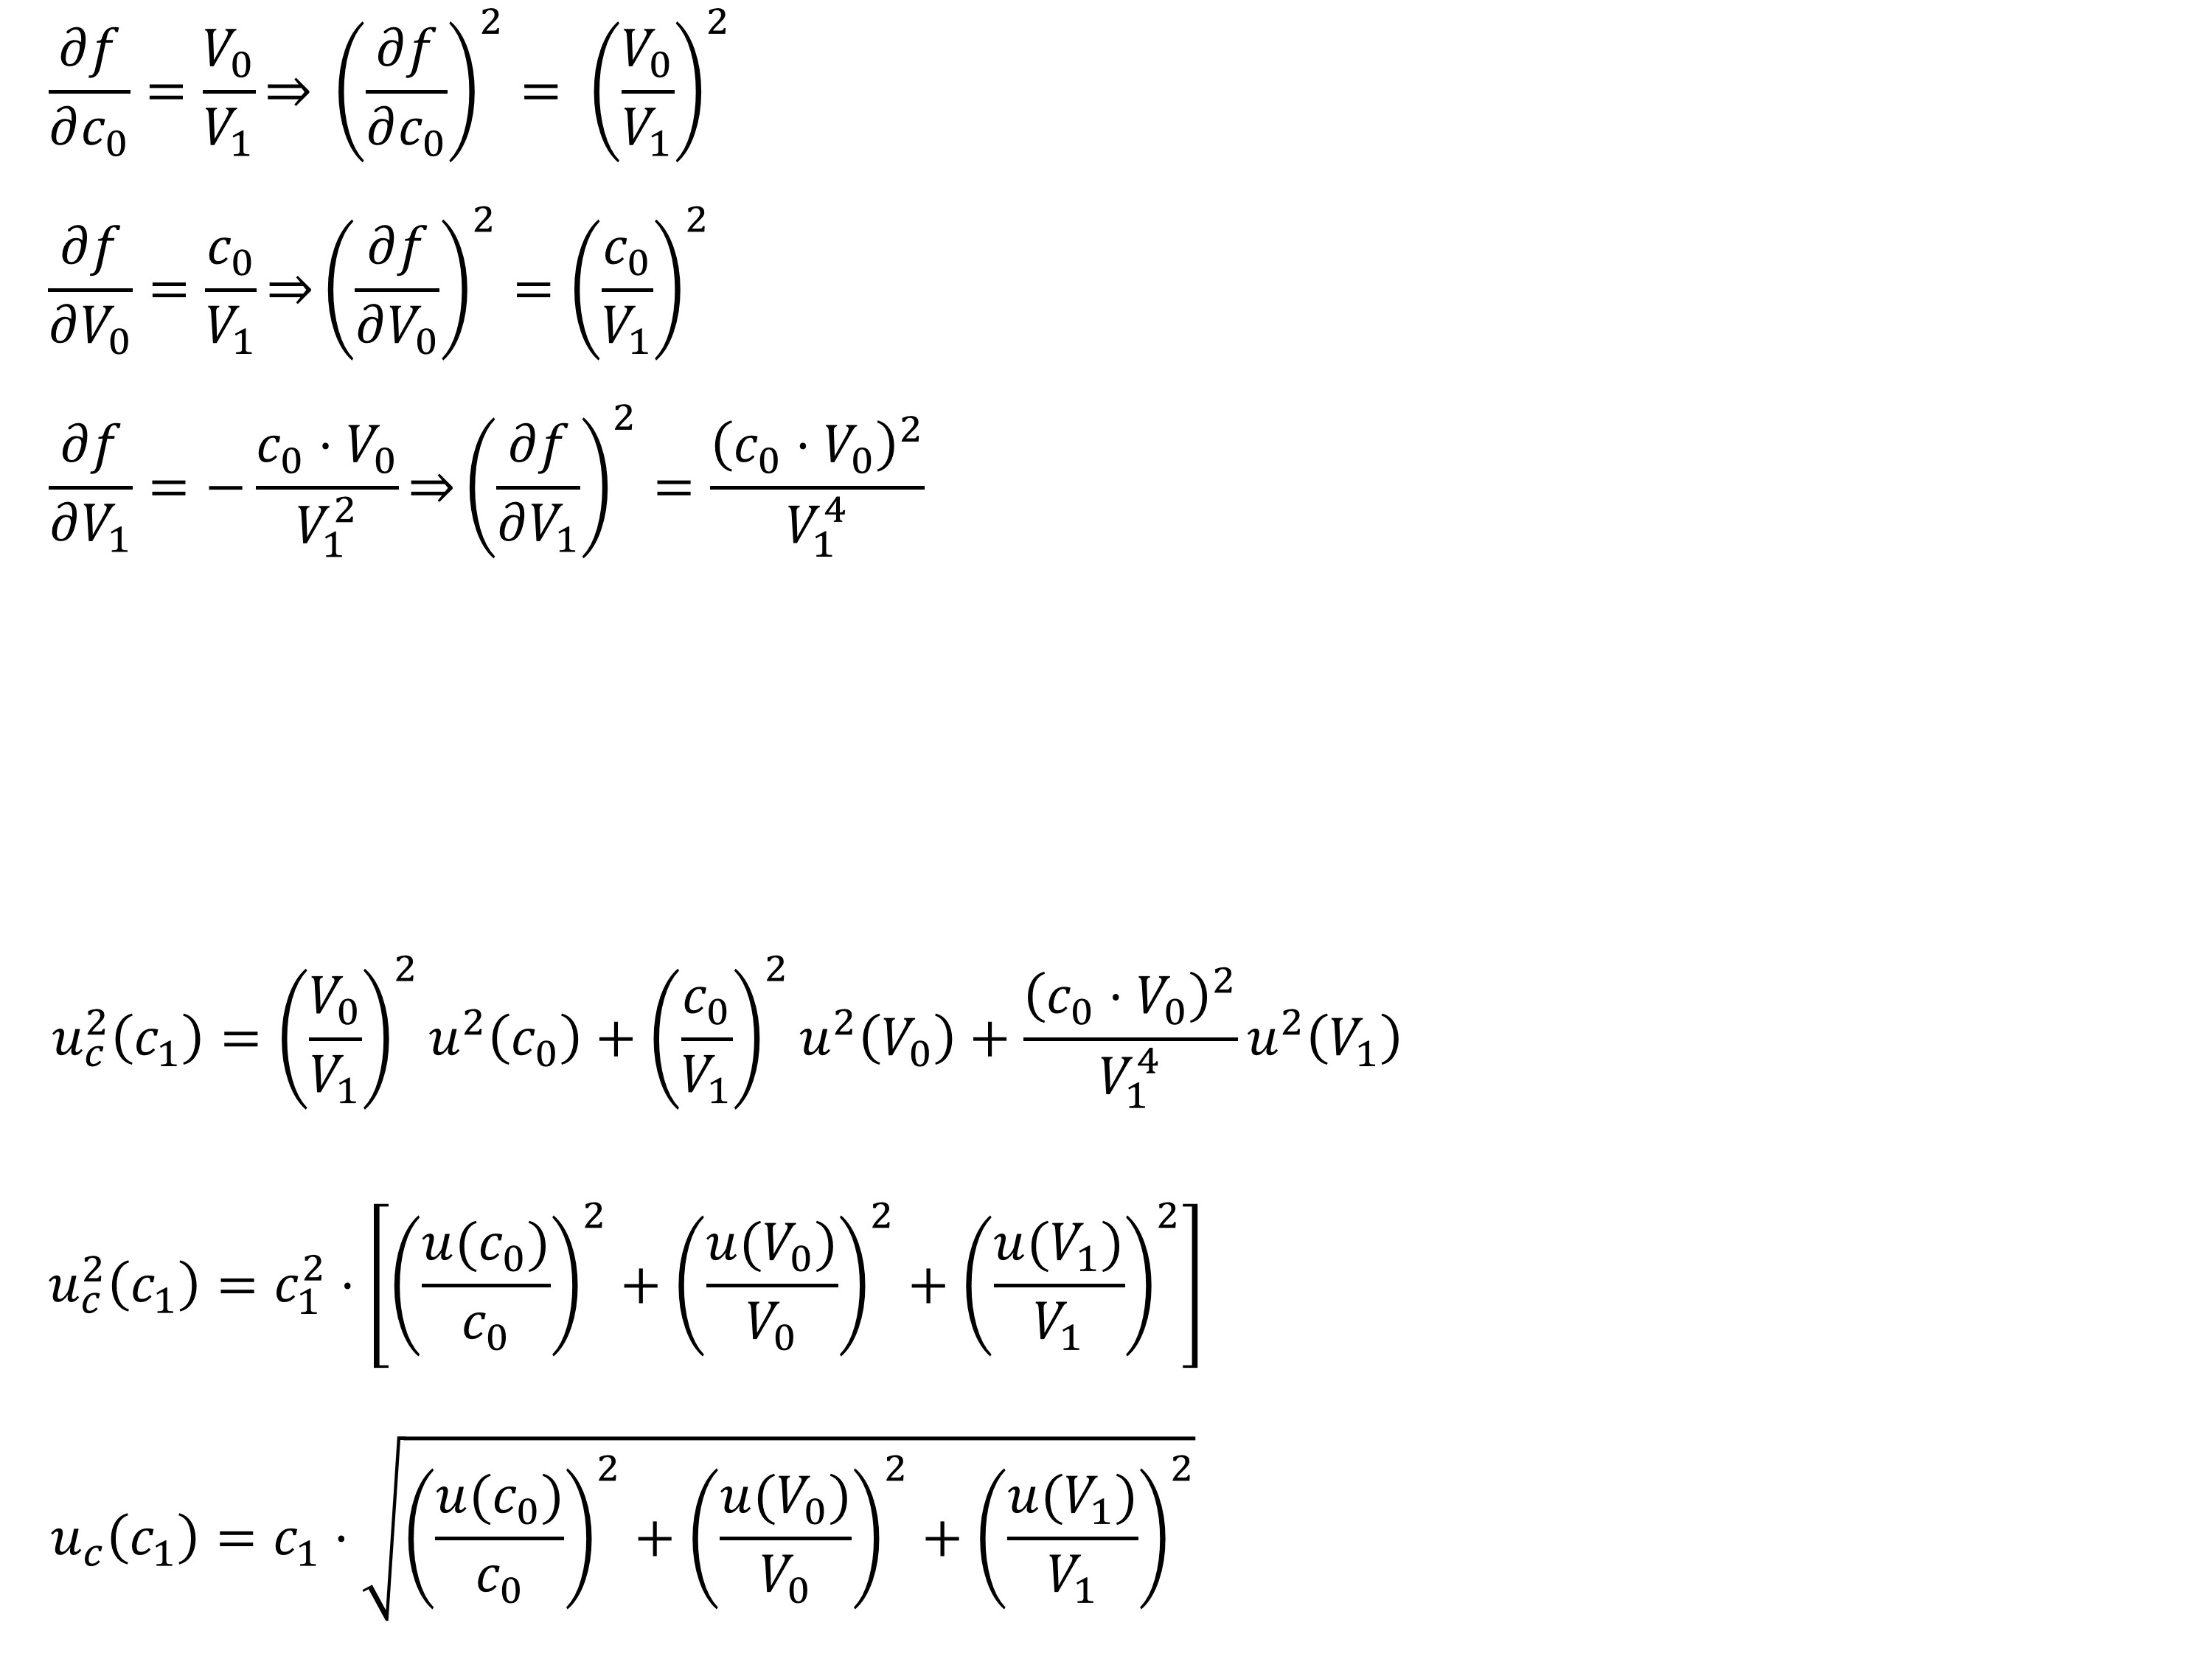 ∂f/∂c₀ = V₀/V₁ ⇒ (∂f/∂c₀)² = (V₀/V₁)²
∂f/∂V₀ = c₀/V₁ ⇒ (∂f/∂V₀)² = (c₀/V₁)²
∂f/∂V₁ = −(c₀ · V₀)/V₁² ⇒ (∂f/∂V₁)² = (c₀ · V₀)²/V₁⁴
u_c²(c₁) = (V₀/V₁)² u²(c₀) + (c₀/V₁)² u²(V₀) + (c₀ · V₀)²/V₁⁴ u²(V₁)
u_c²(c₁) = c₁² · [(u(c₀)/c₀)² + (u(V₀)/V₀)² + (u(V₁)/V₁)²]
u_c(c₁) = c₁ · √((u(c₀)/c₀)² + (u(V₀)/V₀)² + (u(V₁)/V₁)²)